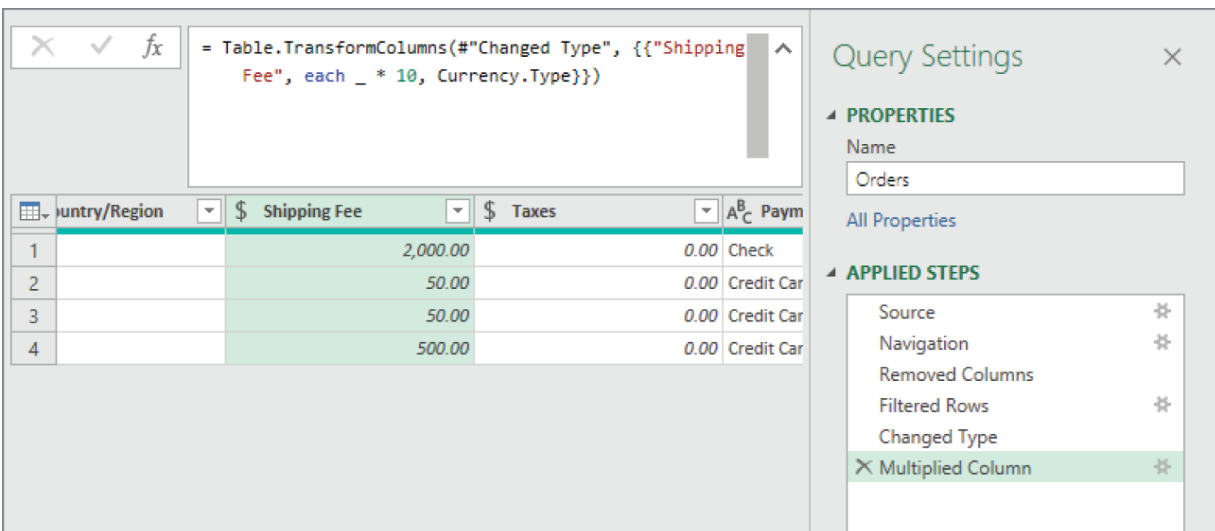 fx
= Table.TransformColumns(#"Changed Type", {{"Shipping
Fee", each _ * 10, Currency.Type}})
untry/Region $ Shipping Fee $ Taxes ABC Paym
1 2,000.00 0.00 Check
2 50.00 0.00 Credit Car
3 50.00 0.00 Credit Car
4 500.00 0.00 Credit Car
Query Settings
PROPERTIES
Name
Orders
All Properties
APPLIED STEPS
Source
Navigation
Removed Columns
Filtered Rows
Changed Type
Multiplied Column